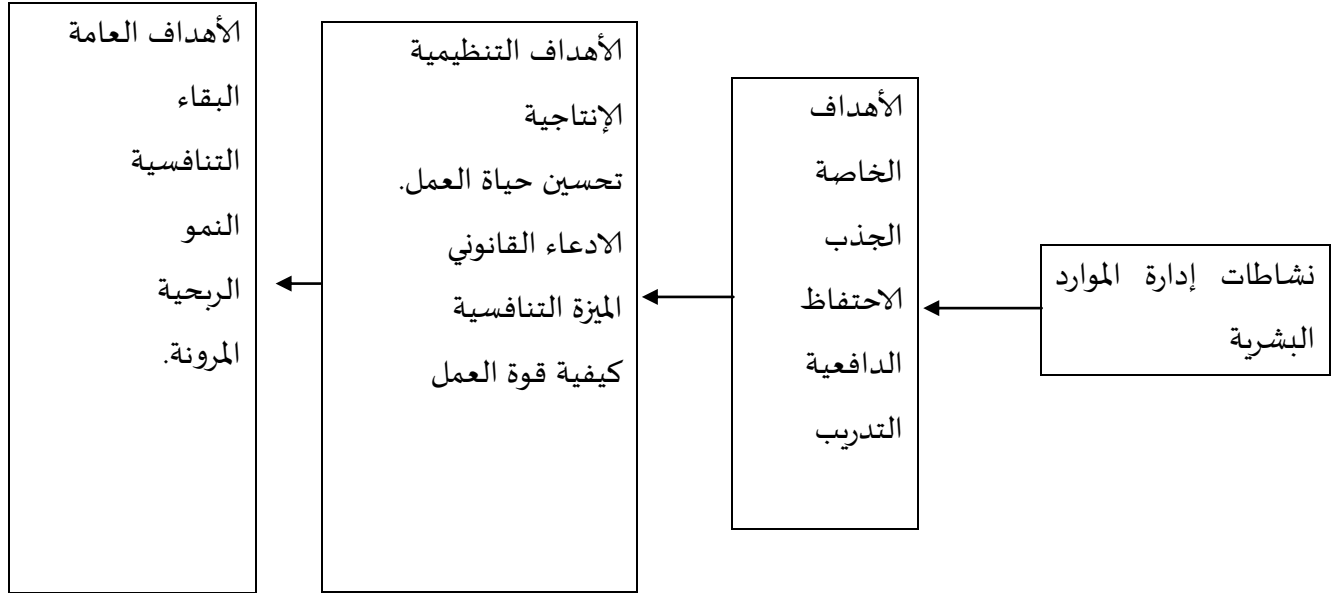 نشاطات إدارة الموارد
البشرية
الأهداف
الخاصة
الجذب
الاحتفاظ
الدافعية
التدريب
الأهداف التنظيمية
الإنتاجية
تحسين حياة العمل.
الادعاء القانوني
الميزة التنافسية
كيفية قوة العمل
الأهداف العامة
البقاء
التنافسية
النمو
الربحية
المرونة.